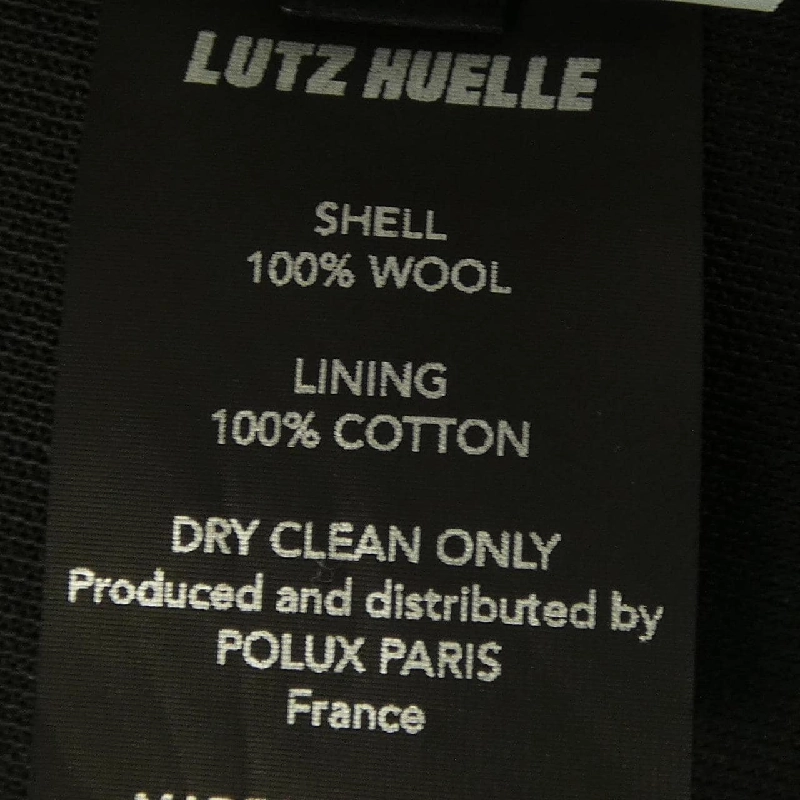 LUTZ HUELLE
SHELL
100% WOOL
LINING
100% COTTON
DRY CLEAN ONLY
Produced and distributed by
POLUX PARIS
France